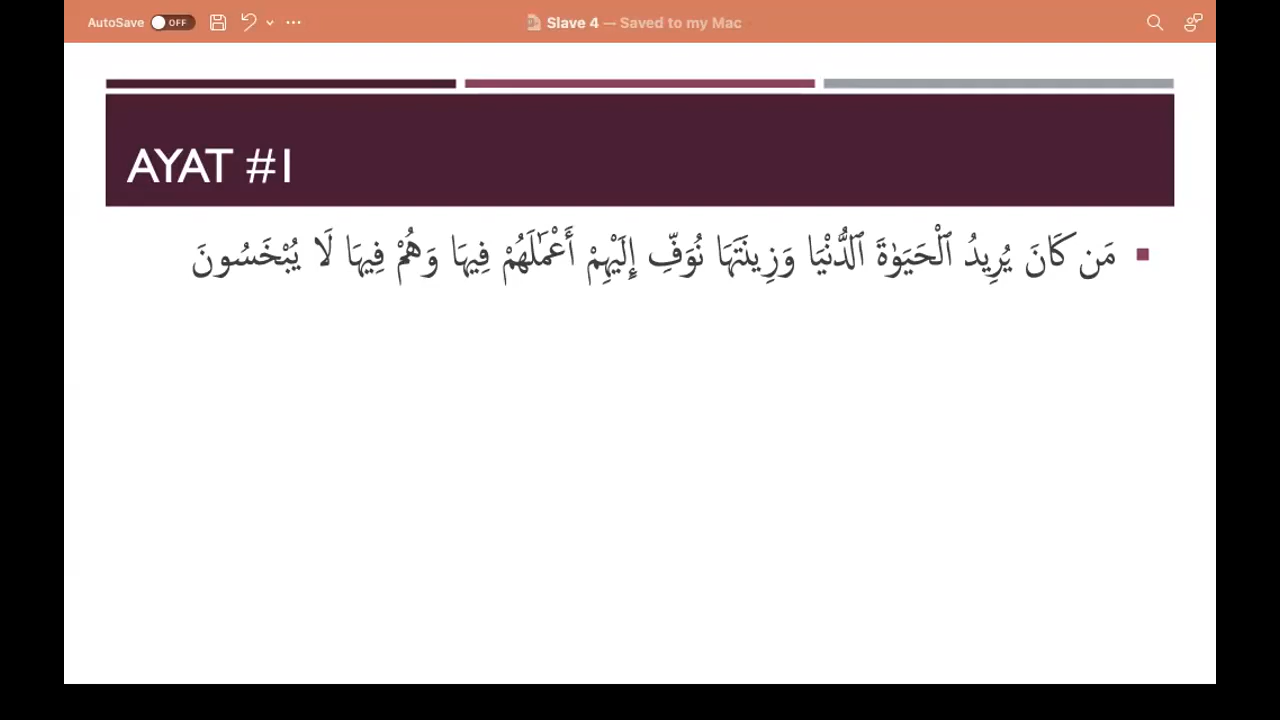 AutoSave OFF
Slave 4 — Saved to my Mac
AYAT #1
مَن كَانَ يُرِيدُ ٱلْحَيَوٰةَ ٱلدُّنْيَا وَزِينَتَهَا نُوَفِّ إِلَيْهِمْ أَعْمَٰلَهُمْ فِيهَا وَهُمْ فِيهَا لَا يُبْخَسُونَ